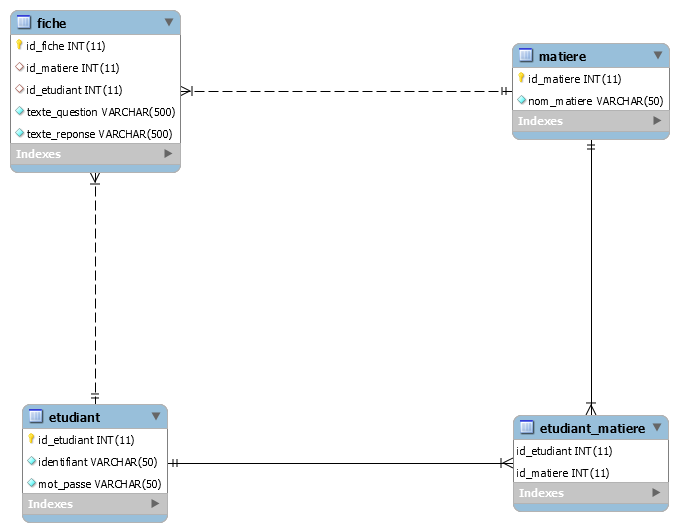 fiche
id_fiche INT(11)
id_matiere INT(11)
id_etudiant INT(11)
texte_question VARCHAR(500)
texte_reponse VARCHAR(500)
Indexes
matiere
id_matiere INT(11)
nom_matiere VARCHAR(50)
Indexes
etudiant
id_etudiant INT(11)
identifiant VARCHAR(50)
mot_passe VARCHAR(50)
Indexes
etudiant_matiere
id_etudiant INT(11)
id_matiere INT(11)
Indexes